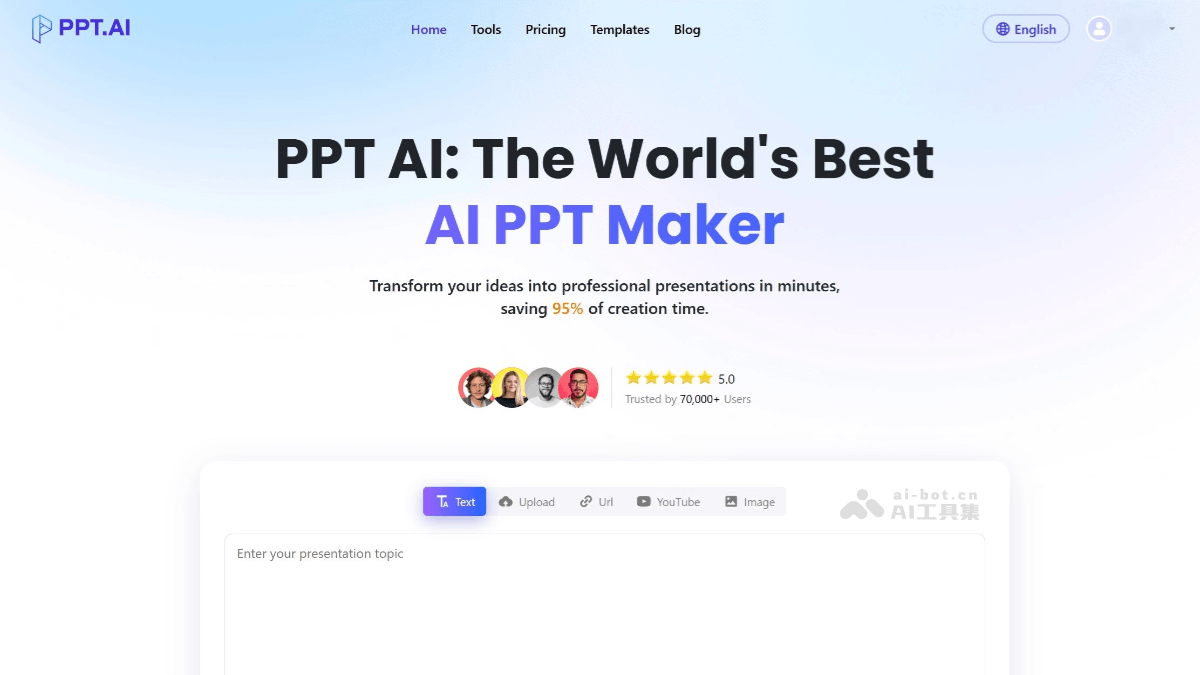 PPT.AI
Home Tools Pricing Templates Blog
English
PPT AI: The World's Best
AI PPT Maker
Transform your ideas into professional presentations in minutes,
saving 95% of creation time.
5.0
Trusted by 70,000+ Users
Text Upload Url YouTube Image
ai-bot.cn
AI工具集
Enter your presentation topic